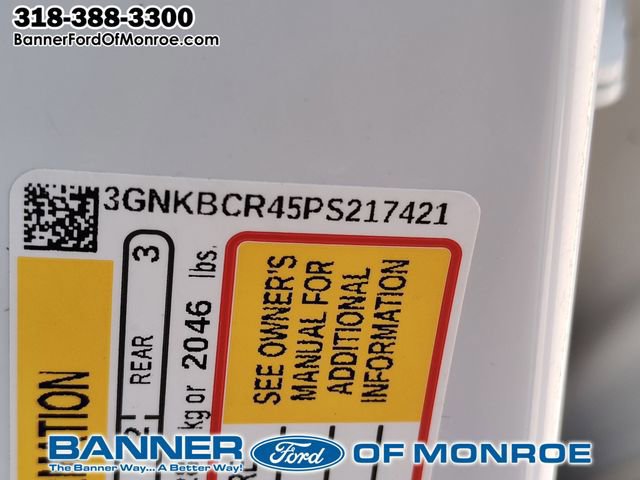 318-388-3300
BannerFordOfMonroe.com
3GNKBCR45PS217421
REAR 3
kg or 2046 lbs.
SEE OWNER'S
MANUAL FOR
ADDITIONAL
INFORMATION
BANNER Ford OF MONROE
The Banner Way... A Better Way!